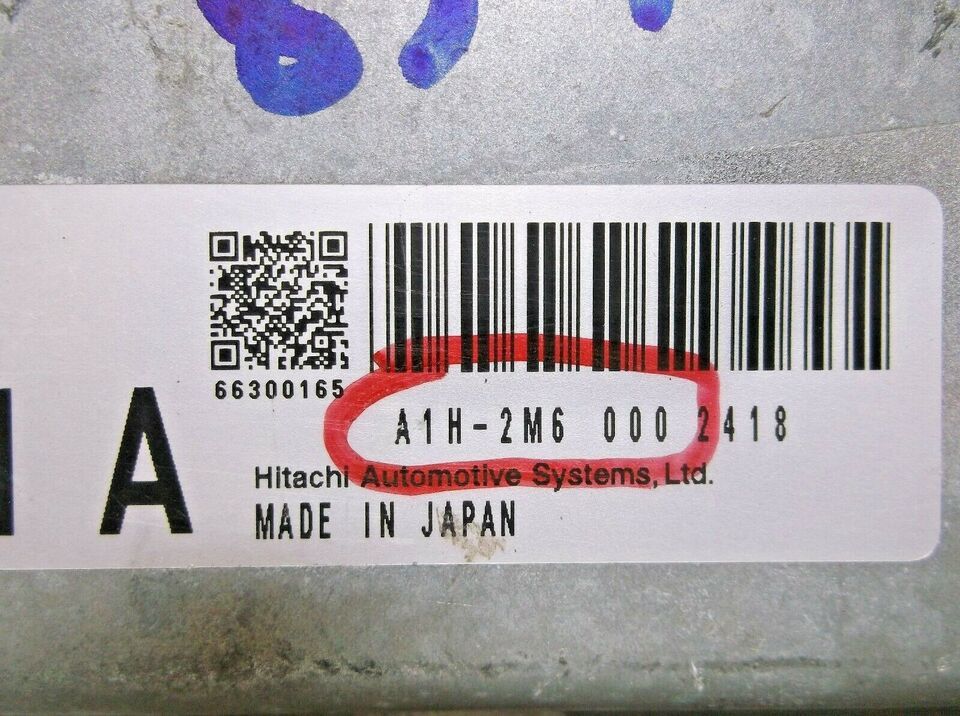 66300165
A1H-2M6 000 2418
A
Hitachi Automotive Systems, Ltd.
MADE IN JAPAN